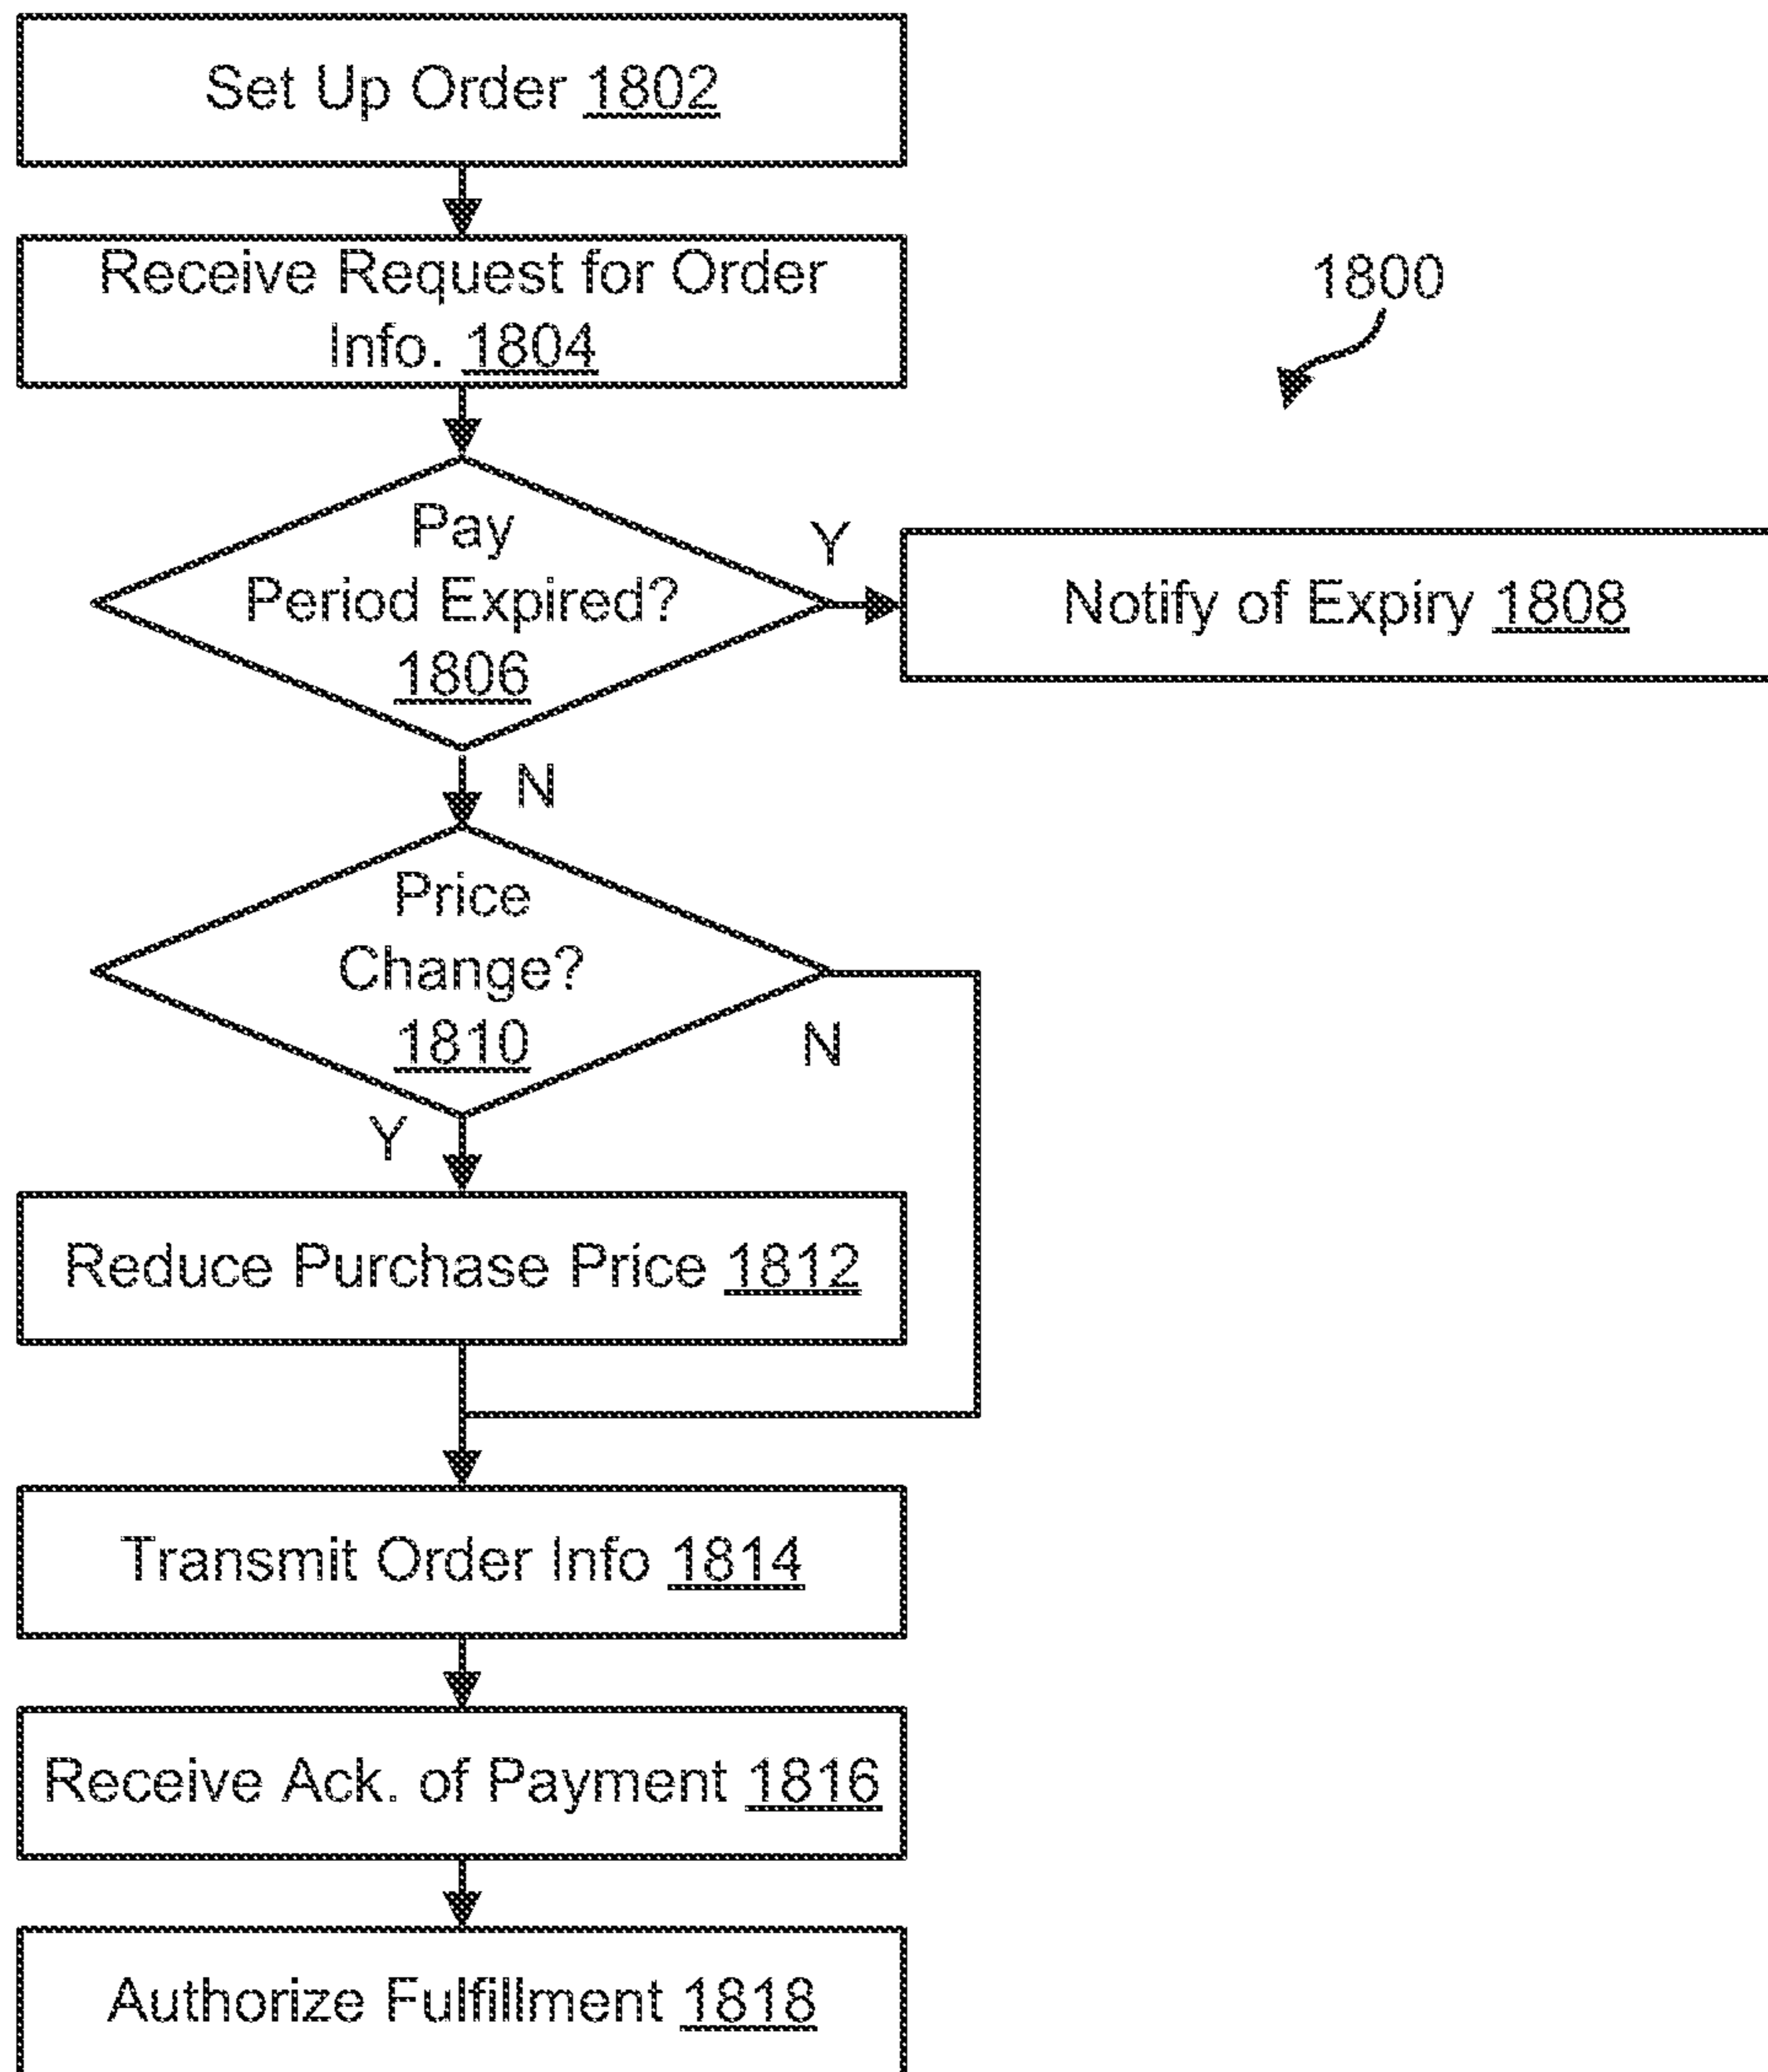 Set Up Order 1802
Receive Request for Order
Info. 1804
1800
Pay
Period Expired?
1806
Y
Notify of Expiry 1808
N
Price
Change?
1810
N
Y
Reduce Purchase Price 1812
Transmit Order Info 1814
Receive Ack. of Payment 1816
Authorize Fulfillment 1818